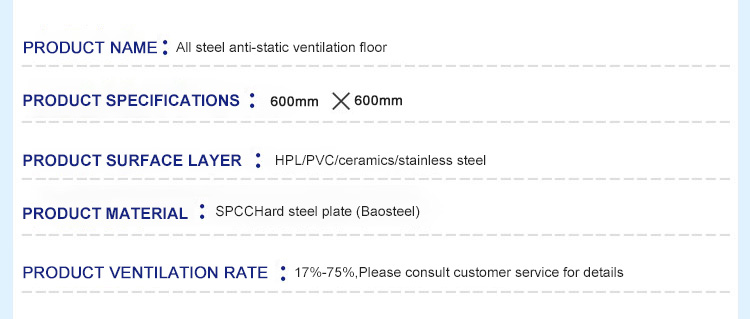 PRODUCT NAME: All steel anti-static ventilation floor
PRODUCT SPECIFICATIONS: 600mm ×600mm
PRODUCT SURFACE LAYER: HPL/PVC/ceramics/stainless steel
PRODUCT MATERIAL: SPCCHard steel plate (Baosteel)
PRODUCT VENTILATION RATE: 17%-75%,Please consult customer service for details